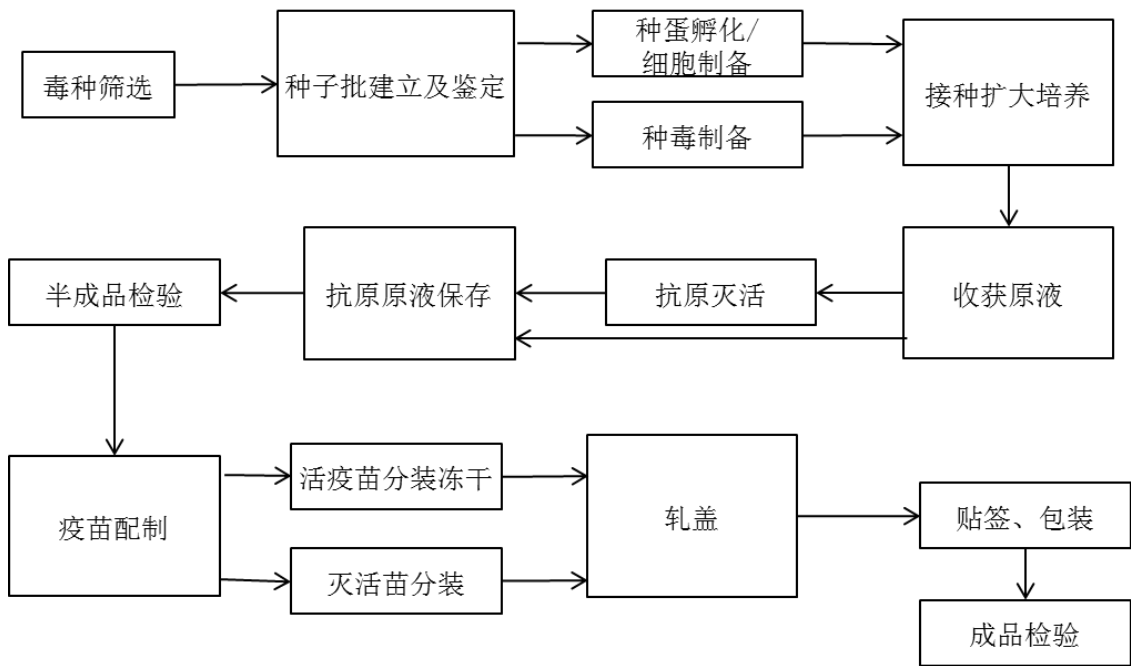 毒种筛选
种子批建立及鉴定
种蛋孵化/
细胞制备
种毒制备
接种扩大培养
半成品检验
抗原原液保存
抗原灭活
收获原液
疫苗配制
活疫苗分装冻干
灭活苗分装
轧盖
贴签、包装
成品检验